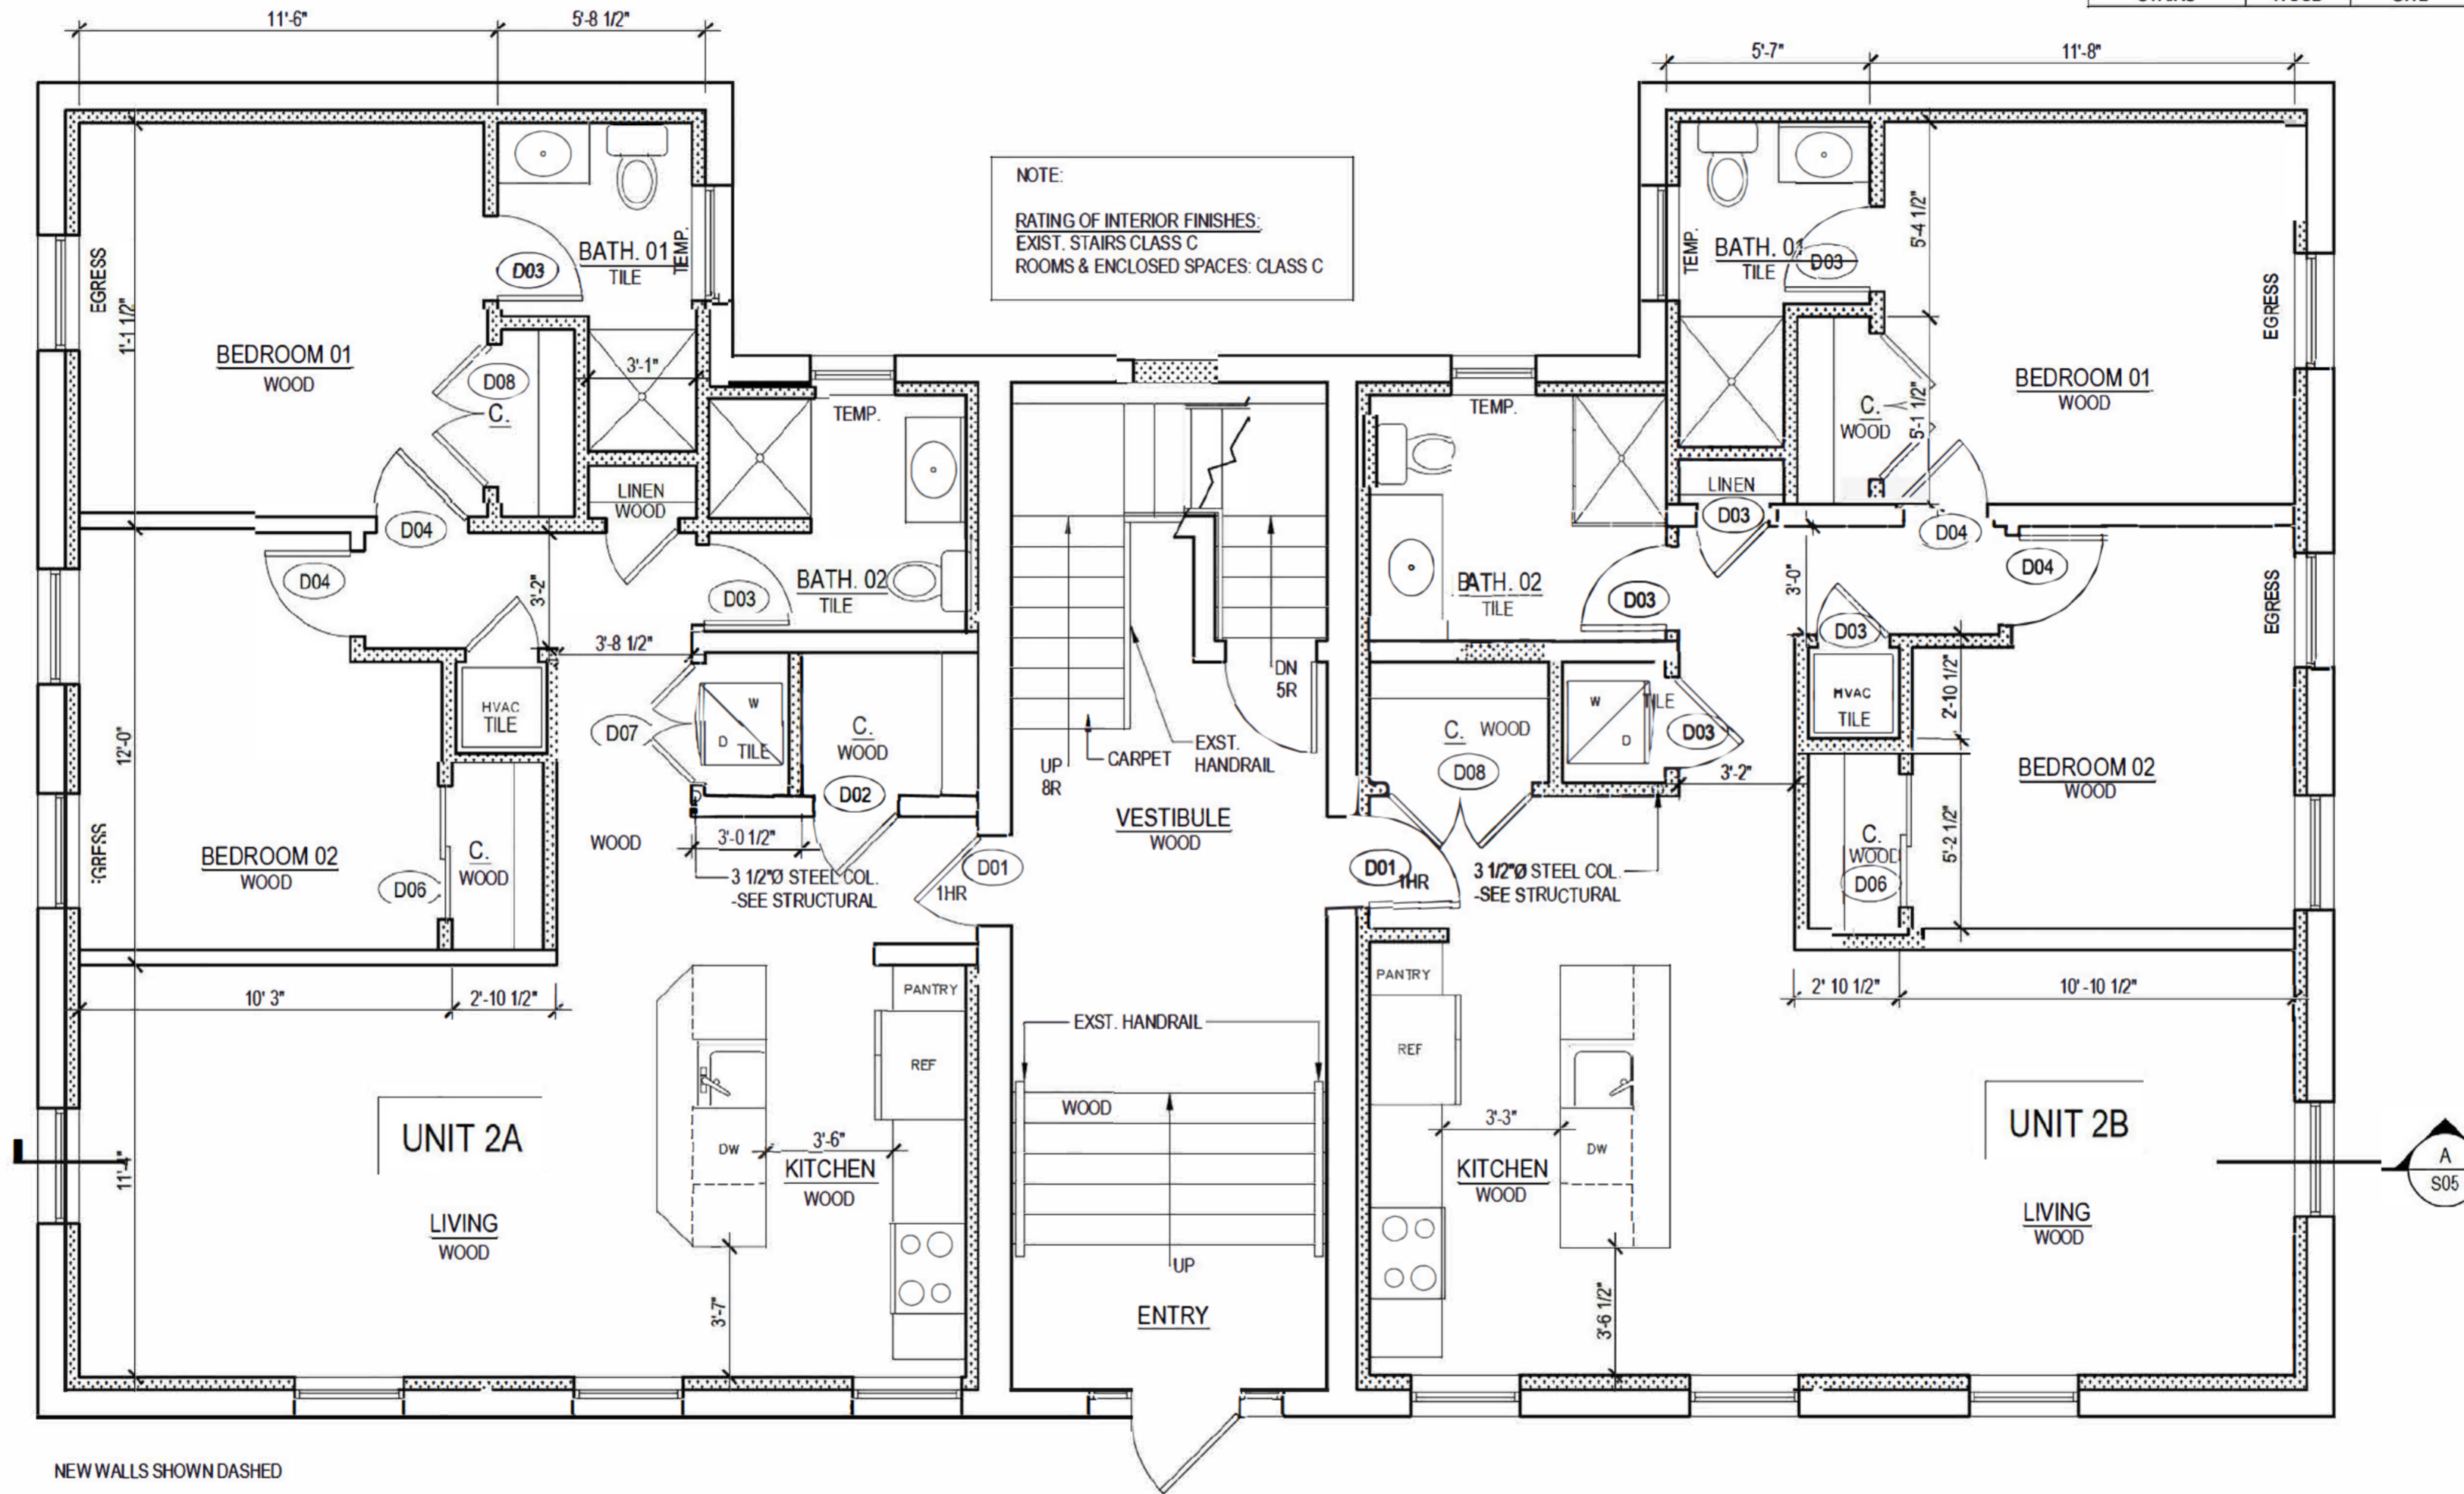 11'-6"
5'-8 1/2"
5'-7"
11'-8"
NOTE:
RATING OF INTERIOR FINISHES:
EXIST. STAIRS CLASS C
ROOMS & ENCLOSED SPACES: CLASS C
EGRESS
1'-1 1/2"
BEDROOM 01
WOOD
D03
BATH. 01
TILE
TEMP.
D08
C.
3'-1"
TEMP.
LINEN
WOOD
D04
D04
3'-2"
D03
BATH. 02
TILE
3'-8 1/2"
HVAC
TILE
D07
W
D
TILE
C.
WOOD
D02
12'-0"
BEDROOM 02
WOOD
D06
C.
WOOD
WOOD
3'-0 1/2"
3 1/2"Ø STEEL COL.
-SEE STRUCTURAL
1HR
D01
10' 3"
2'-10 1/2"
PANTRY
REF
UNIT 2A
DW
3'-6"
KITCHEN
WOOD
11'-4"
LIVING
WOOD
3'-7"
UP
8R
CARPET
EXST.
HANDRAIL
DN
5R
VESTIBULE
WOOD
EXST. HANDRAIL
WOOD
UP
ENTRY
TEMP.
BATH. 01
TILE
D03
5'-4 1/2"
EGRESS
BEDROOM 01
WOOD
C.
WOOD
5'-1 1/2"
TEMP.
LINEN
D03
D04
D04
3'-0"
EGRESS
BATH. 02
TILE
D03
D03
HVAC
TILE
2'-10 1/2"
C. WOOD
D08
W
D
TILE
D03
3'-2"
BEDROOM 02
WOOD
C.
WOOD
D06
5'-2 1/2"
D01
1HR
3 1/2"Ø STEEL COL.
-SEE STRUCTURAL
2' 10 1/2"
10'-10 1/2"
PANTRY
REF
3'-3"
DW
KITCHEN
WOOD
UNIT 2B
LIVING
WOOD
3'-6 1/2"
A
S05
NEW WALLS SHOWN DASHED